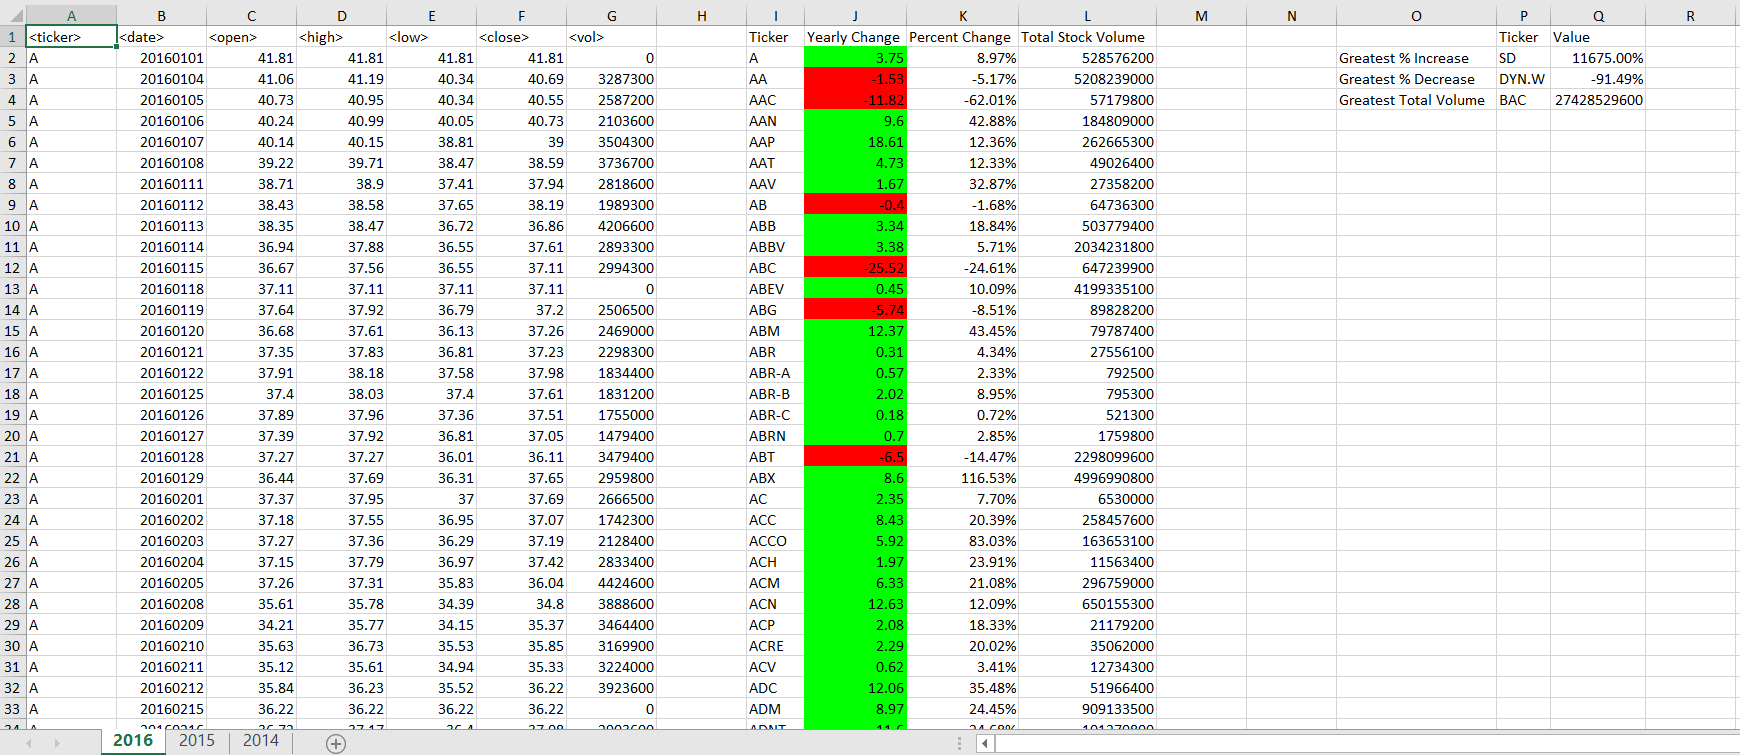 A B C D E F G H I J K L M N O P Q R
1 <ticker> <date> <open> <high> <low> <close> <vol> Ticker Yearly Change Percent Change Total Stock Volume Ticker Value
2 A 20160101 41.81 41.81 41.81 41.81 0 A 3.75 8.97% 528576200 Greatest % Increase SD 11675.00%
3 A 20160104 41.06 41.19 40.34 40.69 3287300 AA -1.53 -5.17% 5208239000 Greatest % Decrease DYN.W -91.49%
4 A 20160105 40.73 40.95 40.34 40.55 2587200 AAC -11.82 -62.01% 57179800 Greatest Total Volume BAC 27428529600
5 A 20160106 40.24 40.99 40.05 40.73 2103600 AAN 9.6 42.88% 184809000
6 A 20160107 40.14 40.15 38.81 39 3504300 AAP 18.61 12.36% 262665300
7 A 20160108 39.22 39.71 38.47 38.59 3736700 AAT 4.73 12.33% 49026400
8 A 20160111 38.71 38.9 37.41 37.94 2818600 AAV 1.67 32.87% 27358200
9 A 20160112 38.43 38.58 37.65 38.19 1989300 AB -0.4 -1.68% 64736300
10 A 20160113 38.35 38.47 36.72 36.86 4206600 ABB 3.34 18.84% 503779400
11 A 20160114 36.94 37.88 36.55 37.61 2893300 ABBV 3.38 5.71% 2034231800
12 A 20160115 36.67 37.56 36.55 37.11 2994300 ABC -25.52 -24.61% 647239900
13 A 20160118 37.11 37.11 37.11 37.11 0 ABEV 0.45 10.09% 4199335100
14 A 20160119 37.64 37.92 36.79 37.2 2506500 ABG -5.74 -8.51% 89828200
15 A 20160120 36.68 37.61 36.13 37.26 2469000 ABM 12.37 43.45% 79787400
16 A 20160121 37.35 37.83 36.81 37.23 2298300 ABR 0.31 4.34% 27556100
17 A 20160122 37.91 38.18 37.58 37.98 1834400 ABR-A 0.57 2.33% 792500
18 A 20160125 37.4 38.03 37.4 37.61 1831200 ABR-B 2.02 8.95% 795300
19 A 20160126 37.89 37.96 37.36 37.51 1755000 ABR-C 0.18 0.72% 521300
20 A 20160127 37.39 37.92 36.81 37.05 1479400 ABRN 0.7 2.85% 1759800
21 A 20160128 37.27 37.27 36.01 36.11 3479400 ABT -6.5 -14.47% 2298099600
22 A 20160129 36.44 37.69 36.31 37.65 2959800 ABX 8.6 116.53% 4996990800
23 A 20160201 37.37 37.95 37 37.69 2666500 AC 2.35 7.70% 6530000
24 A 20160202 37.18 37.55 36.95 37.07 1742300 ACC 8.43 20.39% 258457600
25 A 20160203 37.27 37.36 36.29 37.19 2128400 ACCO 5.92 83.03% 163653100
26 A 20160204 37.15 37.79 36.97 37.42 2833400 ACH 1.97 23.91% 11563400
27 A 20160205 37.26 37.31 35.83 36.04 4424600 ACM 6.33 21.08% 296759000
28 A 20160208 35.61 35.78 34.39 34.8 3888600 ACN 12.63 12.09% 650155300
29 A 20160209 34.21 35.77 34.15 35.37 3464400 ACP 2.08 18.33% 21179200
30 A 20160210 35.63 36.73 35.53 35.85 3169900 ACRE 2.29 20.02% 35062000
31 A 20160211 35.12 35.61 34.94 35.33 3224000 ACV 0.62 3.41% 12734300
32 A 20160212 35.84 36.23 35.52 36.22 3923600 ADC 12.06 35.48% 51966400
33 A 20160215 36.22 36.22 36.22 36.22 0 ADM 8.97 24.45% 909133500
2016 2015 2014